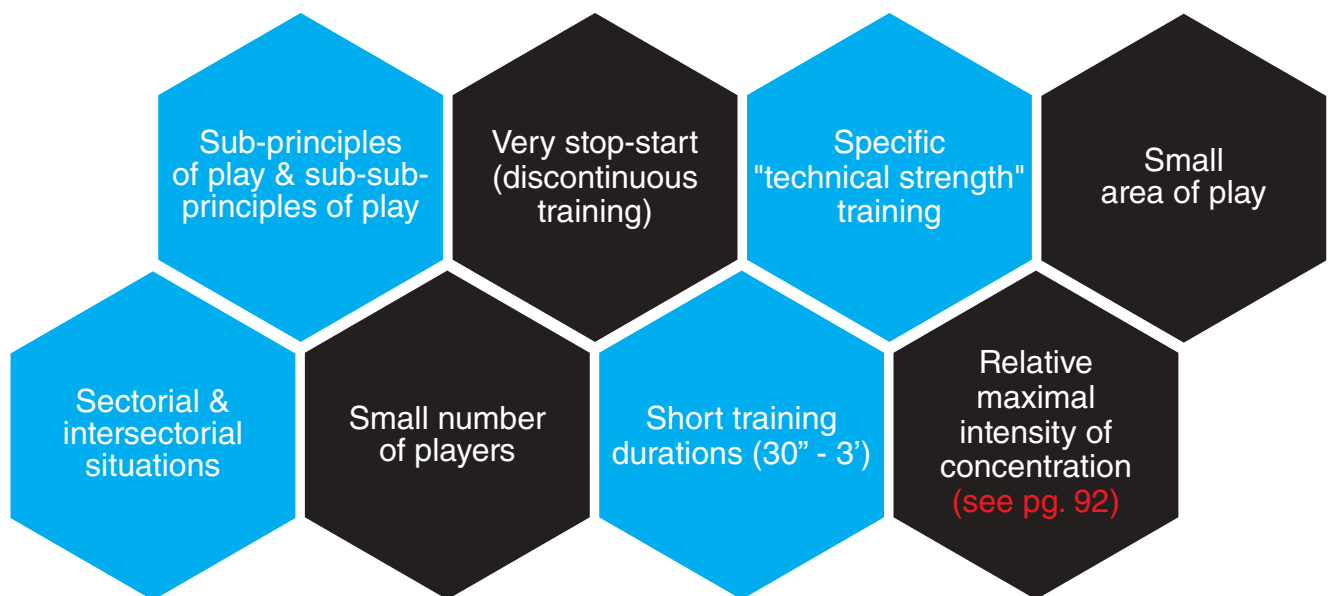 Sub-principles
of play & sub-sub-
principles of play
Very stop-start
(discontinuous
training)
Specific
"technical strength"
training
Small
area of play
Sectorial &
intersectorial
situations
Small number
of players
Short training
durations (30” - 3’)
Relative
maximal
intensity of
concentration
(see pg. 92)